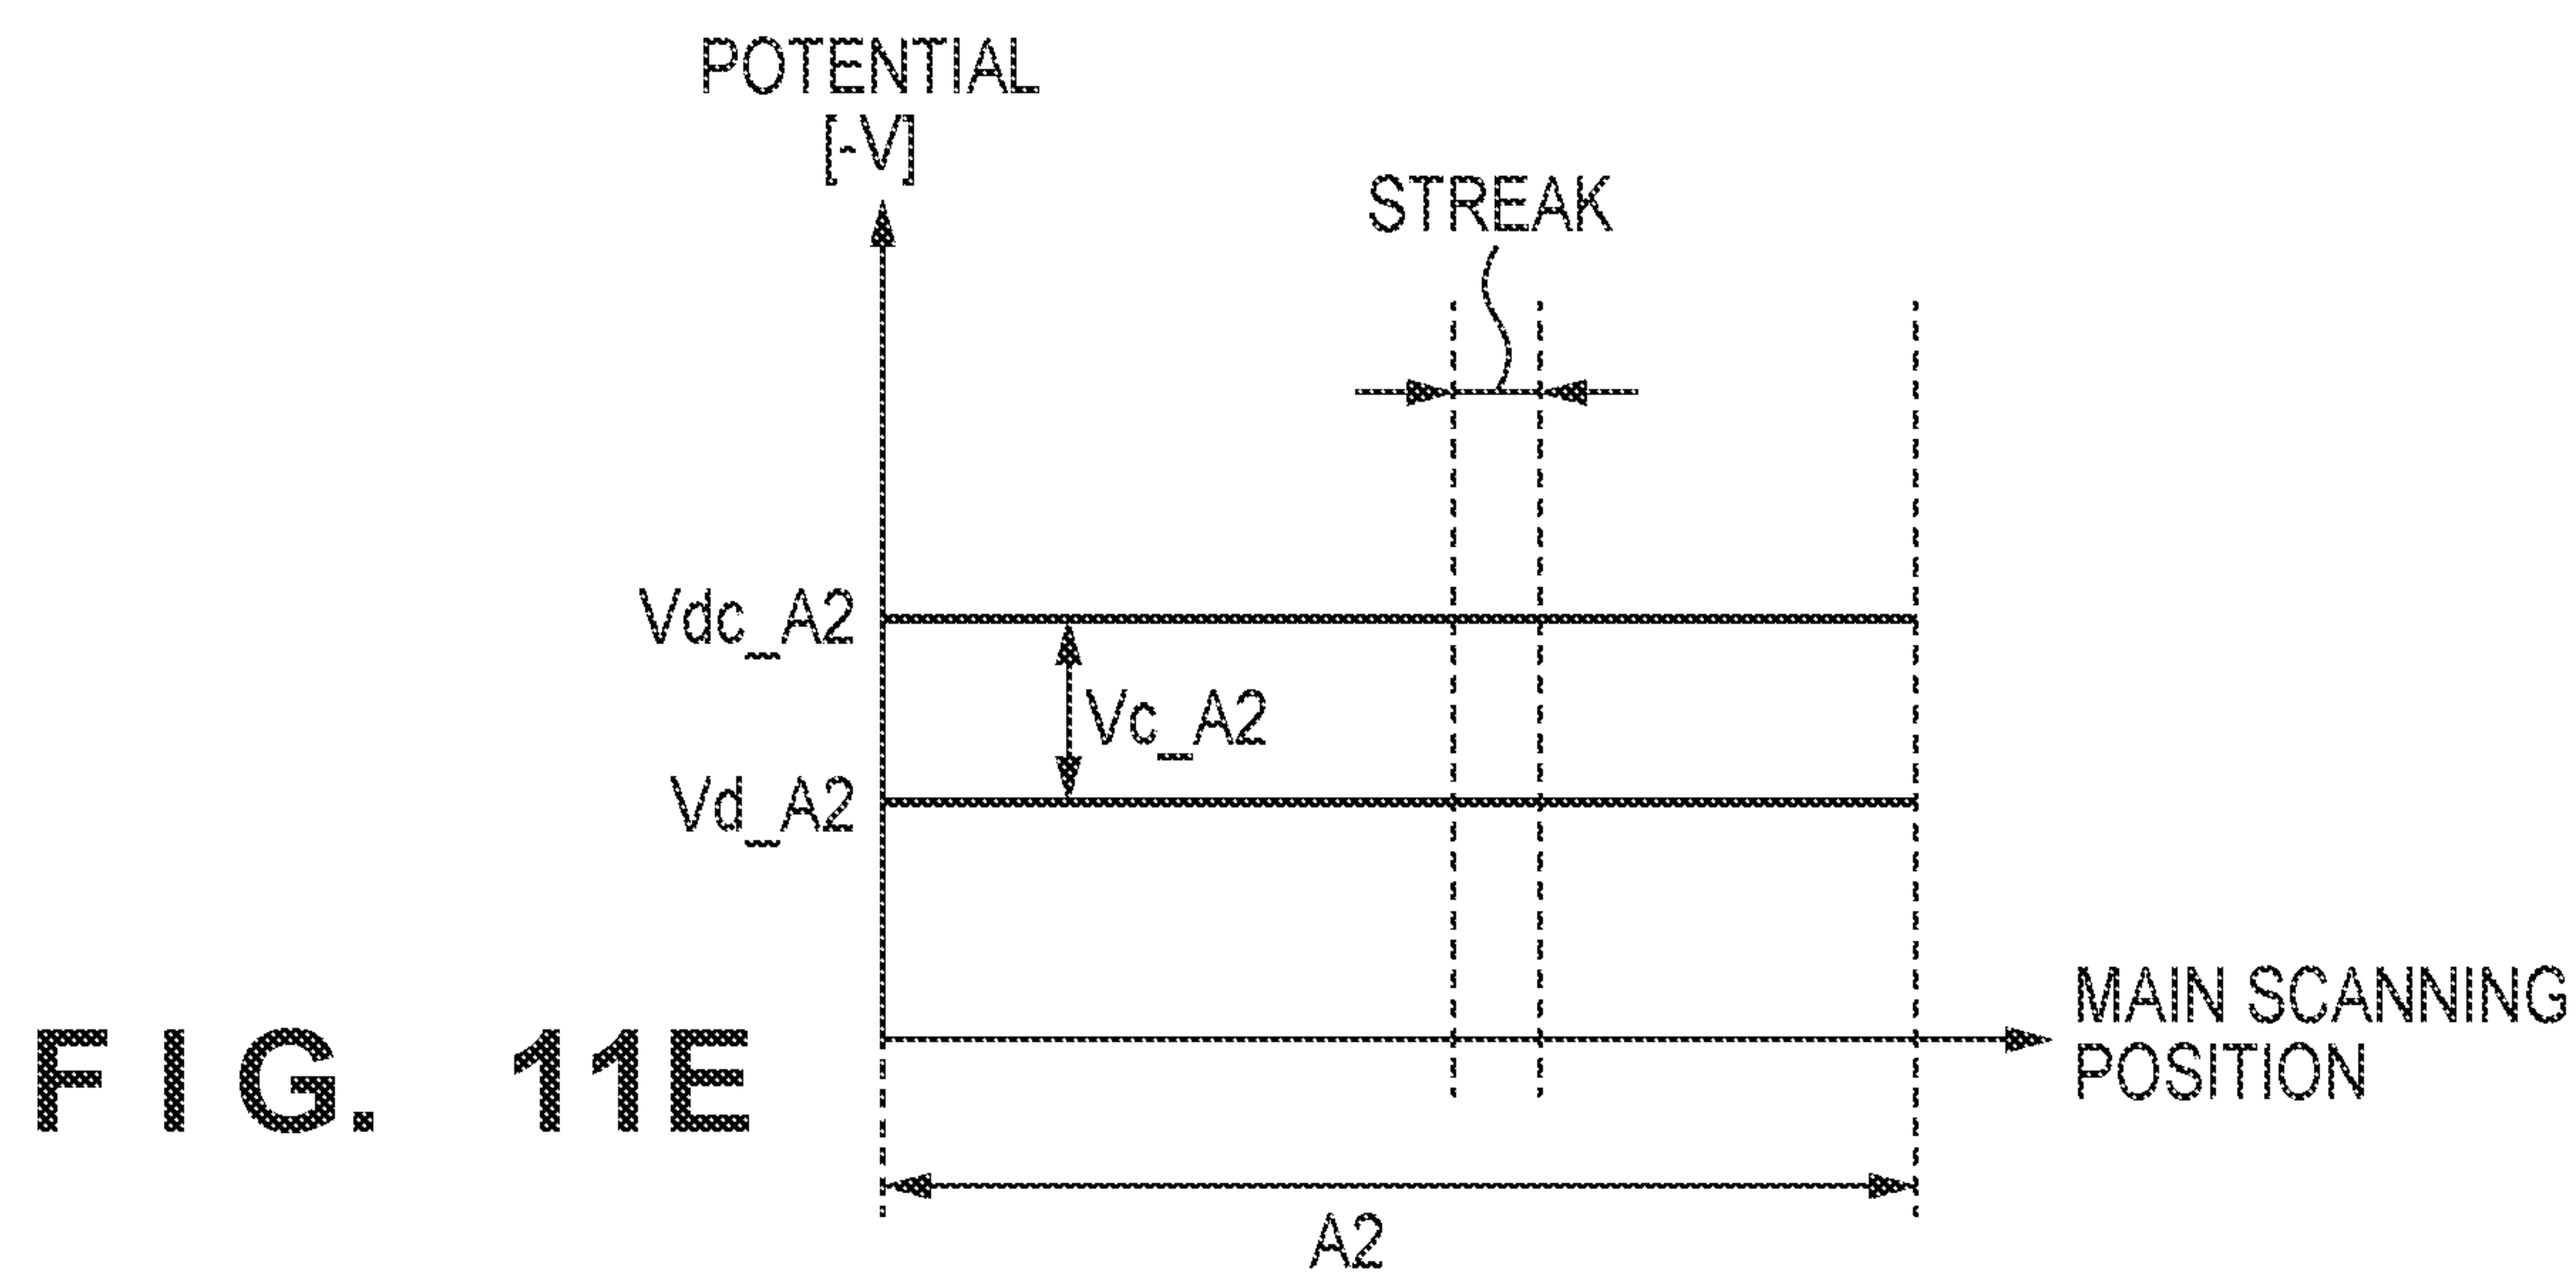 POTENTIAL
[-V]
STREAK
Vdc_A2
Vc_A2
Vd_A2
MAIN SCANNING
POSITION
FIG. 11E
A2